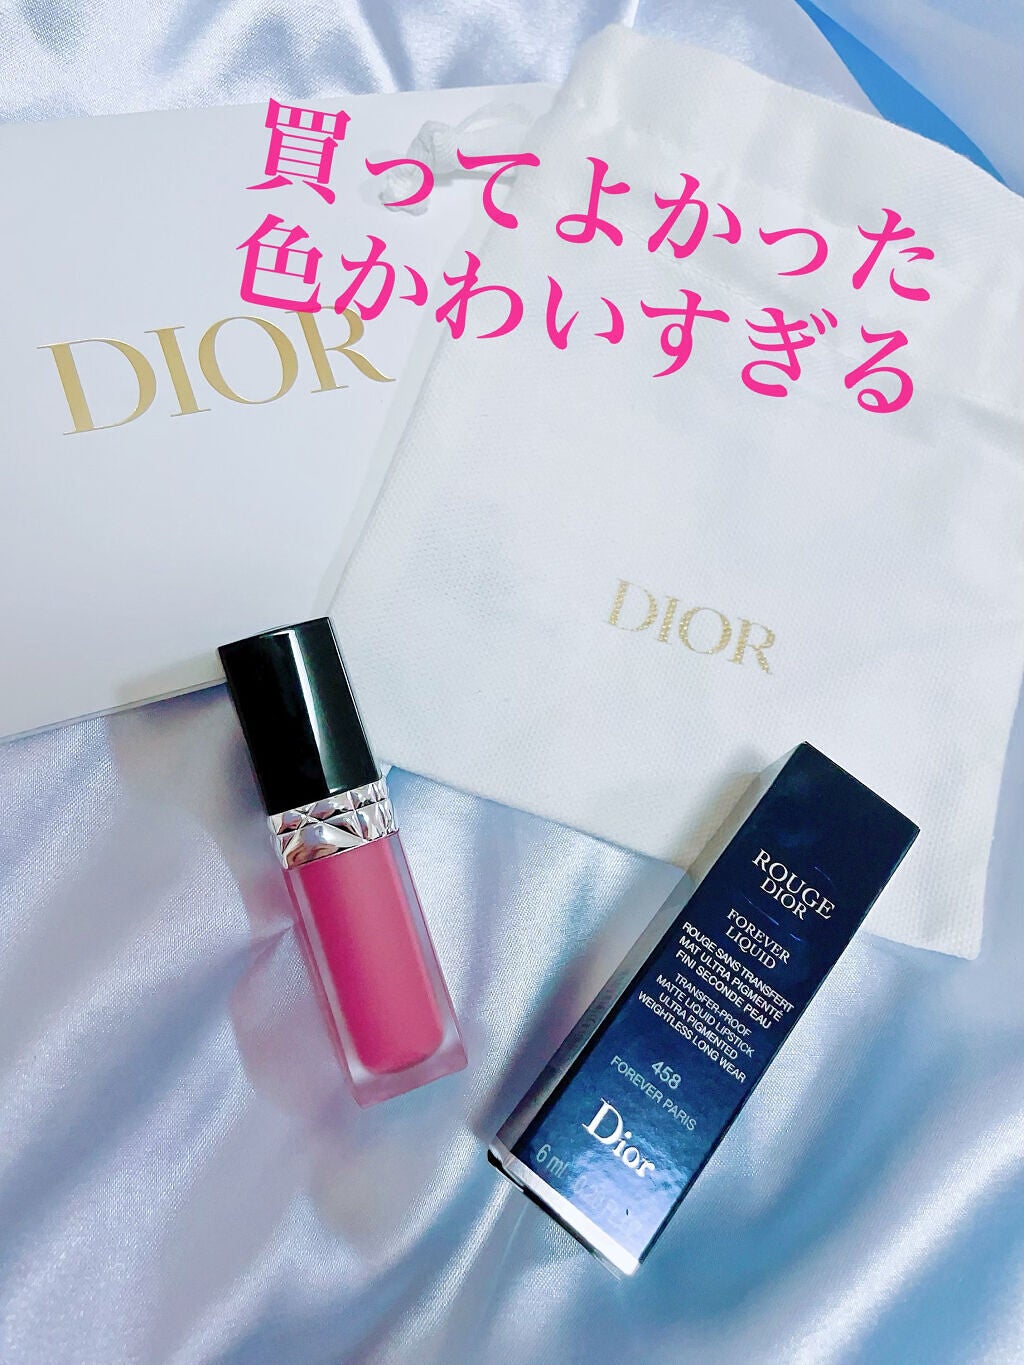 買ってよかった
色かわいすぎる
DIOR
DIOR
ROUGE
DIOR
FOREVER
LIQUID
ROUGE SANS TRANSFERT
MAT ULTRA PIGMENTÉ
FINI SECONDE PEAU
TRANSFER-PROOF
MATTE LIQUID LIPSTICK
ULTRA PIGMENTED
WEIGHTLESS LONG WEAR
458
FOREVER PARIS
Dior
6 ml